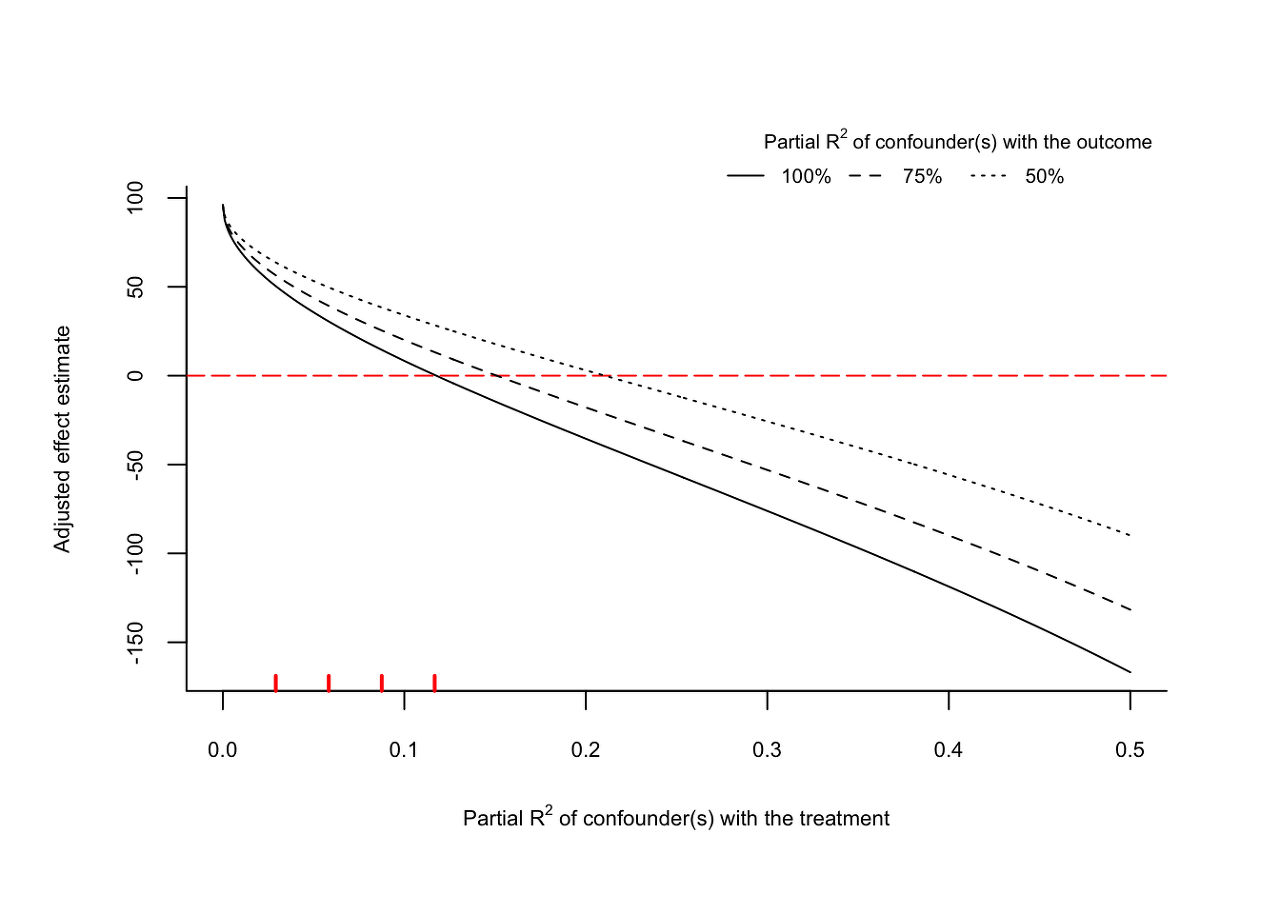 Partial R² of confounder(s) with the outcome
100% 75% 50%
100
50
0
-50
-100
-150
Adjusted effect estimate
0.0 0.1 0.2 0.3 0.4 0.5
Partial R² of confounder(s) with the treatment